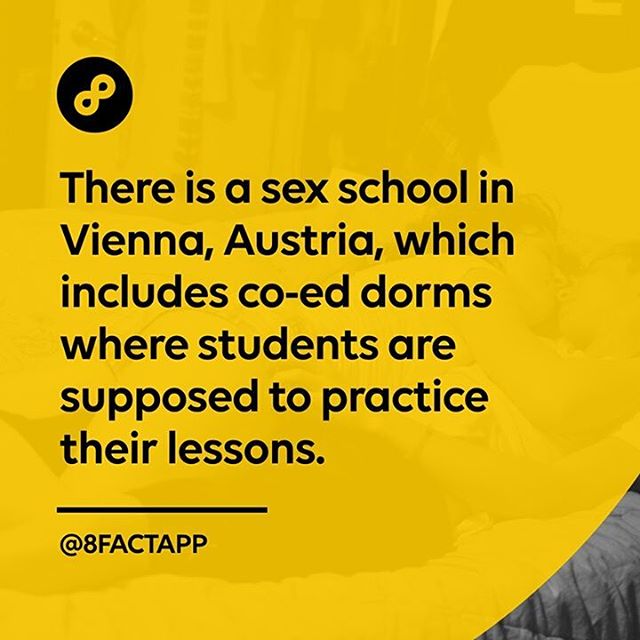 There is a sex school in
Vienna, Austria, which
includes co-ed dorms
where students are
supposed to practice
their lessons.
@8FACTAPP